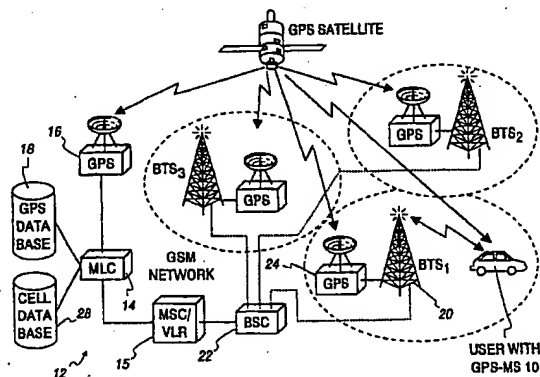 GPS SATELLITE
16
GPS
18
GPS
DATA
BASE
MLC
14
CELL
DATA
BASE
28
12
MSC/
VLR
15
GSM
NETWORK
BSC
22
BTS3
GPS
GPS
BTS2
24
GPS
BTS1
20
USER WITH
GPS-MS 10